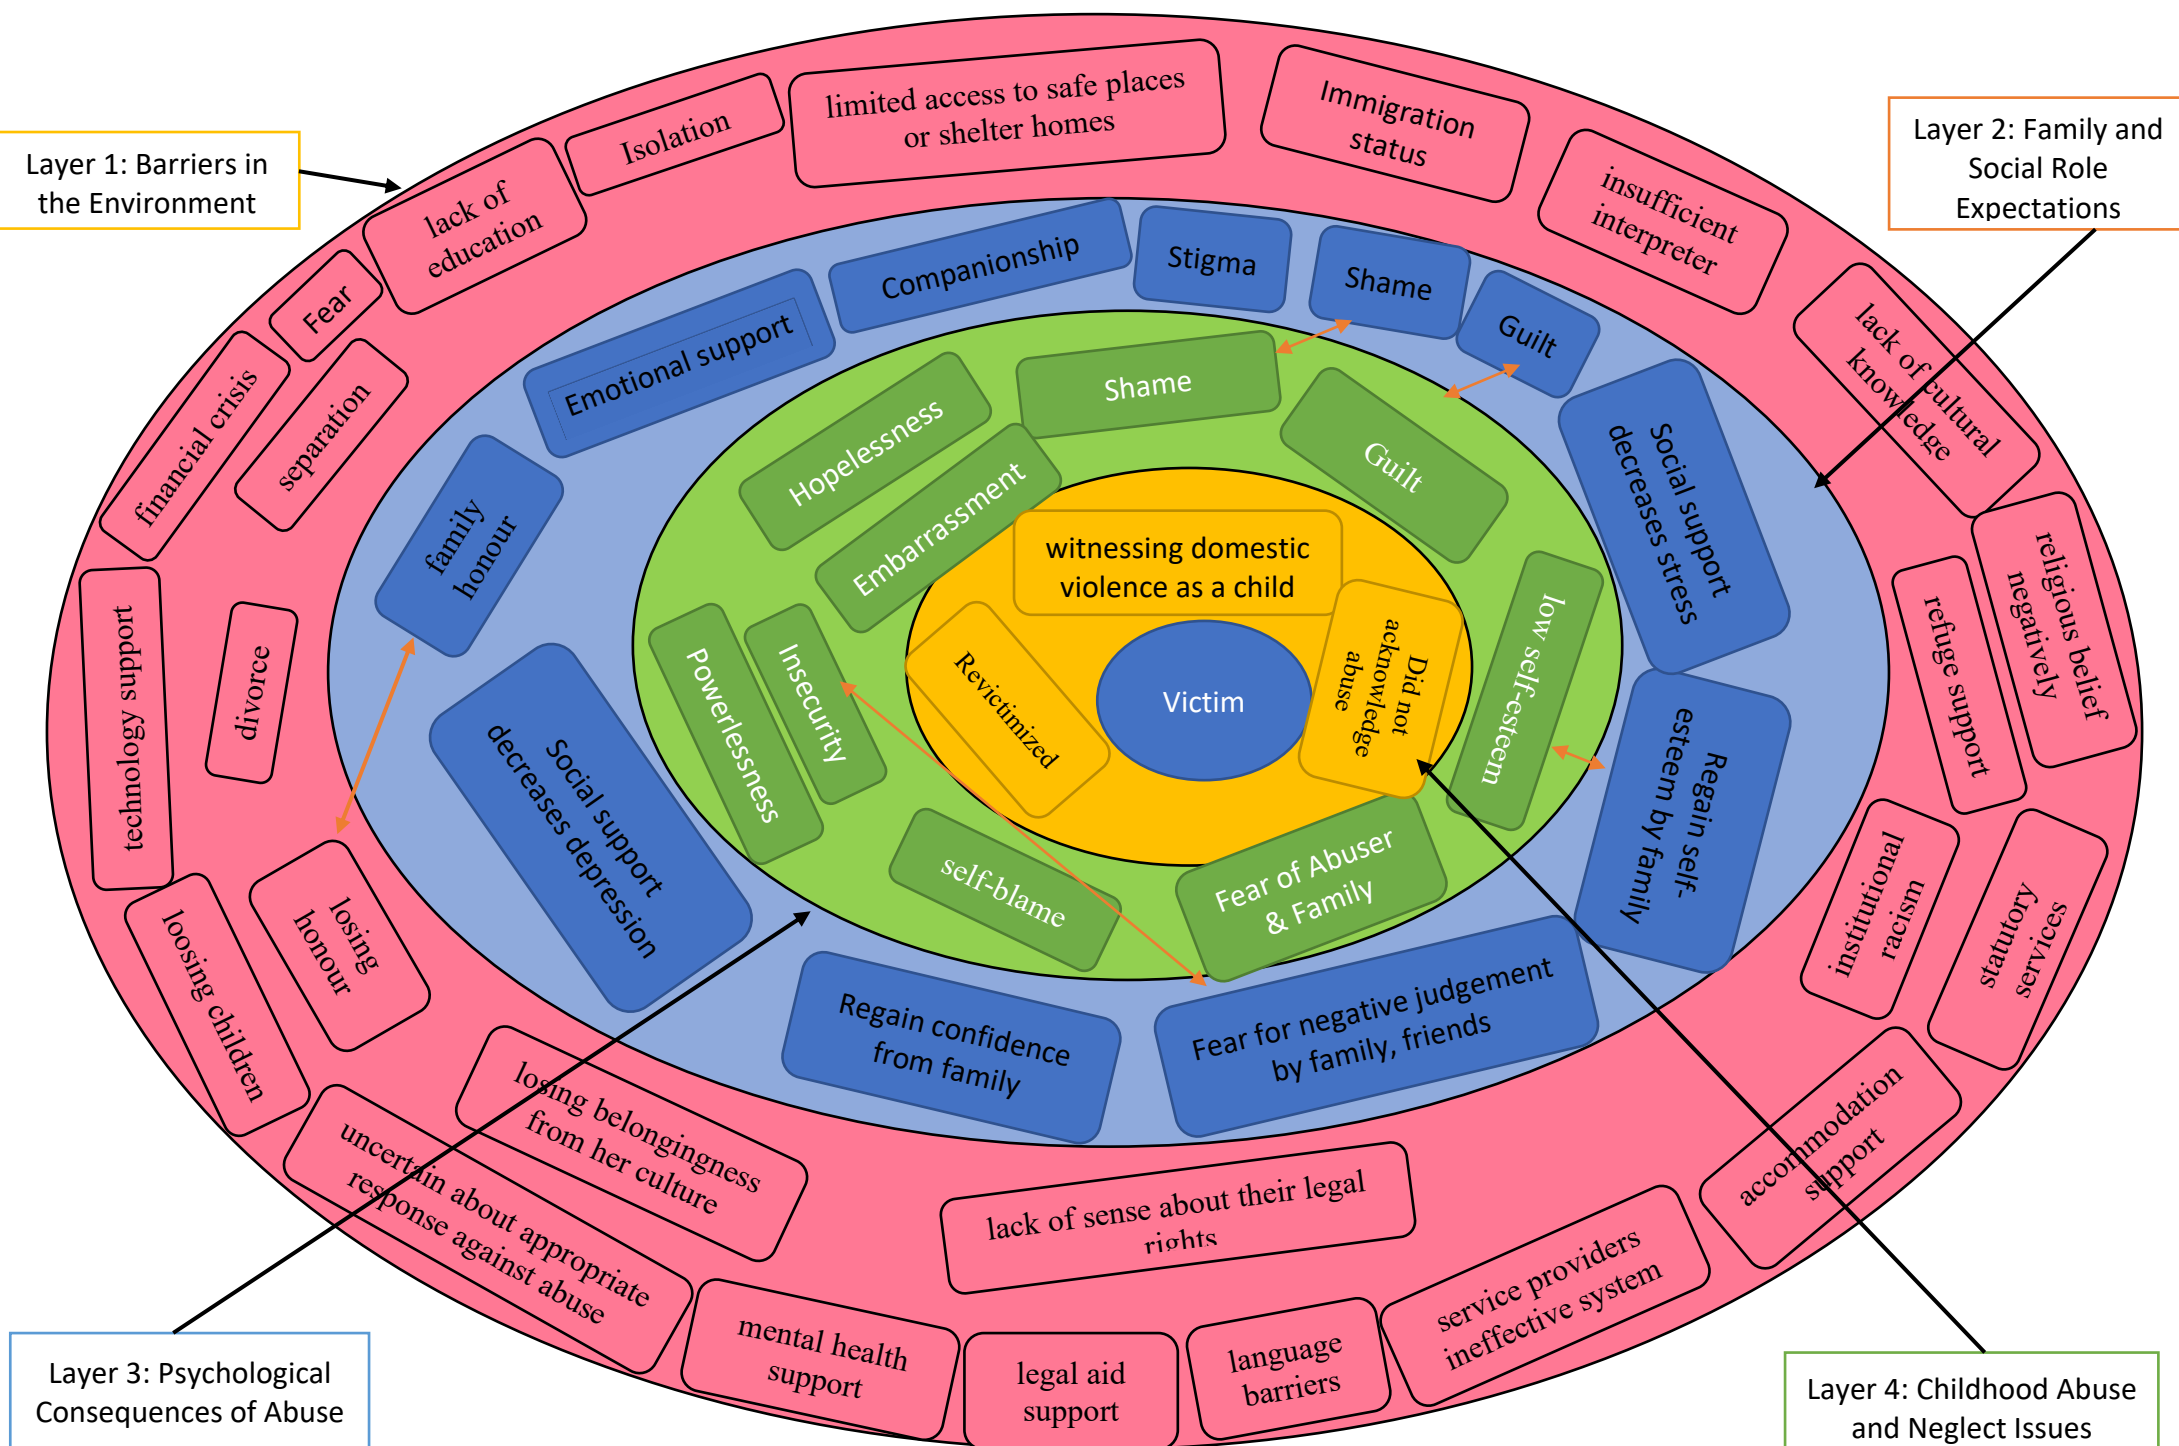 Layer 1: Barriers in
the Environment
Layer 2: Family and
Social Role
Expectations
Layer 3: Psychological
Consequences of Abuse
Layer 4: Childhood Abuse
and Neglect Issues
limited access to safe places
or shelter homes
Immigration
status
insufficient
interpreter
lack of cultural
knowledge
religious belief
negatively
refuge support
institutional
racism
statutory
services
accommodation
support
service providers
ineffective system
language
barriers
legal aid
support
mental health
support
lack of sense about their legal
rights
losing belongingness
from her culture
uncertain about appropriate
response against abuse
loosing children
losing
honour
technology support
divorce
financial crisis
separation
Fear
lack of
education
Isolation
Companionship
Stigma
Shame
Guilt
Social support
decreases stress
Regain self-
esteem by family
Fear for negative judgement
by family, friends
Regain confidence
from family
Social support
decreases depression
family
honour
Emotional support
Hopelessness
Shame
Guilt
low self-esteem
Fear of Abuser
& Family
self-blame
Powerlessness
Insecurity
Embarrassment
witnessing domestic
violence as a child
Did not
acknowledge
abuse
Revictimized
Victim